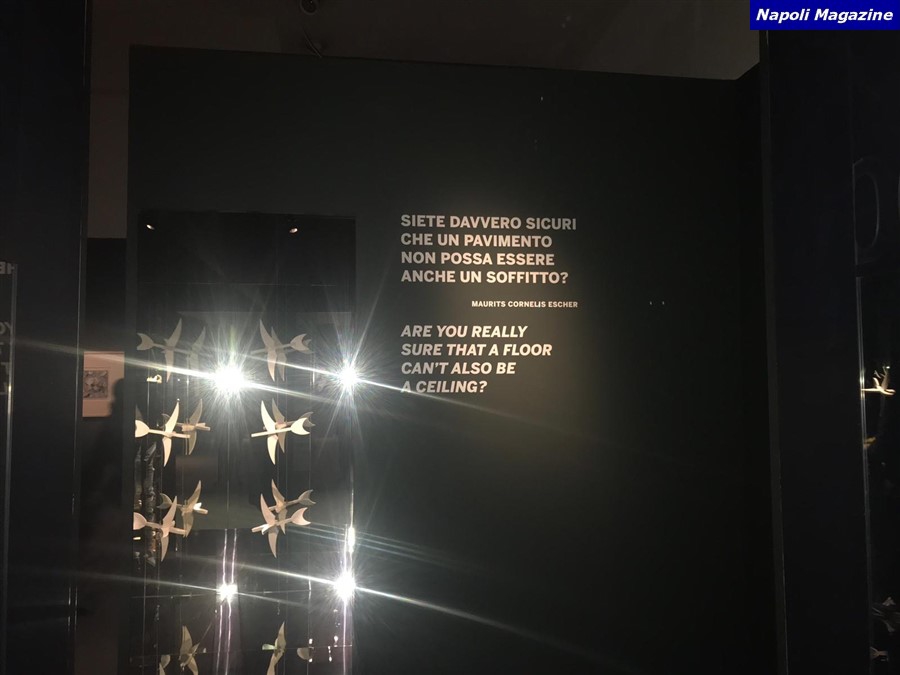 Napoli Magazine
SIETE DAVVERO SICURI
CHE UN PAVIMENTO
NON POSSA ESSERE
ANCHE UN SOFFITTO?
MAURITS CORNELIS ESCHER
ARE YOU REALLY
SURE THAT A FLOOR
CAN'T ALSO BE
A CEILING?